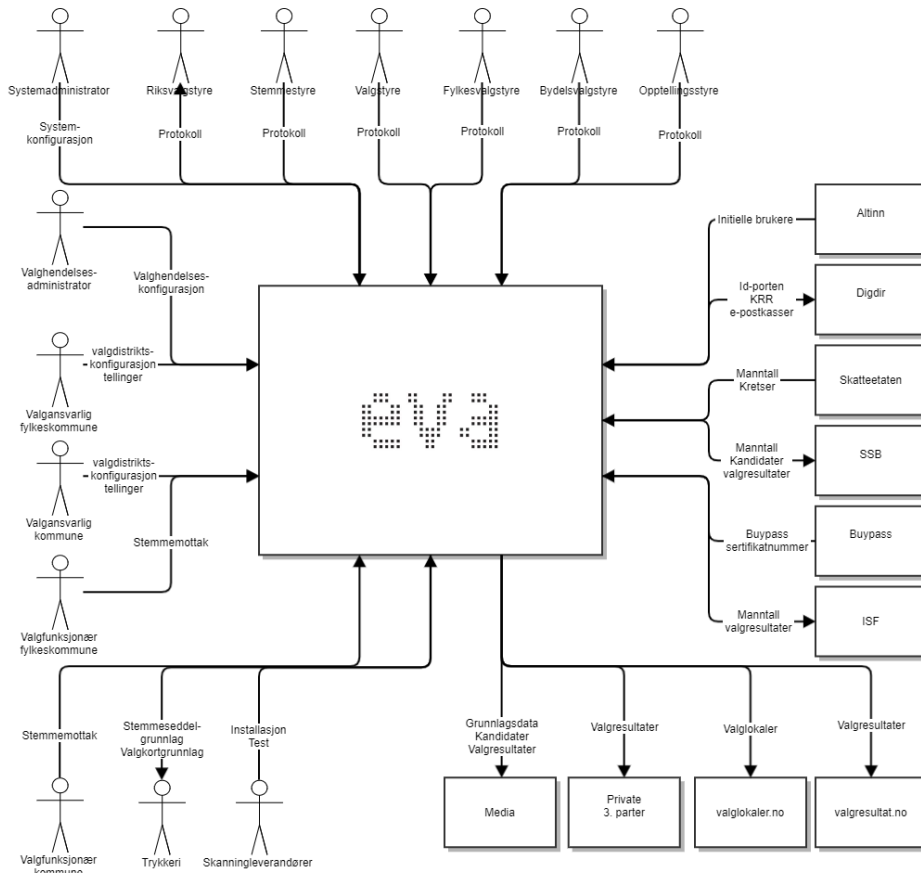 Systemadministrator
Riksvalgstyre
Stemmestyre
Valgstyre
Fylkesvalgstyre
Bydelsvalgstyre
Opptellingsstyre
System-
konfigurasjon
Protokoll
Protokoll
Protokoll
Protokoll
Protokoll
Protokoll
Valghendelses-
administrator
Valghendelses-
konfigurasjon
valgdistrikts-
konfigurasjon
tellinger
Valgansvarlig
fylkeskommune
valgdistrikts-
konfigurasjon
tellinger
Valgansvarlig
kommune
Stemmemottak
Valgfunksjonær
fylkeskommune
eva
Initielle brukere
Altinn
Id-porten
KRR
e-postkasser
Digdir
Manntall
Kretser
Skatteetaten
Manntall
Kandidater
valgresultater
SSB
Buypass
sertifikatnummer
Buypass
Manntall
valgresultater
ISF
Stemmemottak
Stemmeseddel-
grunnlag
Valgkortgrunnlag
Installasjon
Test
Grunnlagsdata
Kandidater
Valgresultater
Valgresultater
Valglokaler
Valgresultater
Valgfunksjonær
kommune
Trykkeri
Skanningleverandører
Media
Private
3. parter
valglokaler.no
valgresultat.no